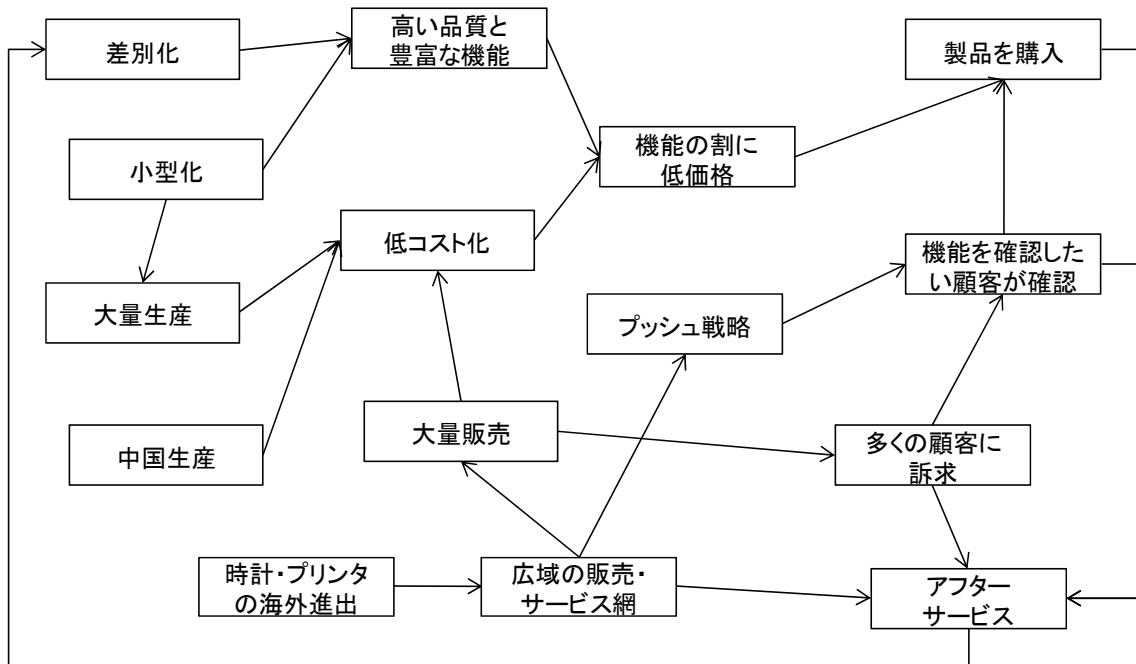 差別化
高い品質と
豊富な機能
製品を購入
小型化
機能の割に
低価格
低コスト化
機能を確認した
い顧客が確認
大量生産
プッシュ戦略
大量販売
中国生産
多くの顧客に
訴求
時計・プリンタ
の海外進出
広域の販売・
サービス網
アフター
サービス